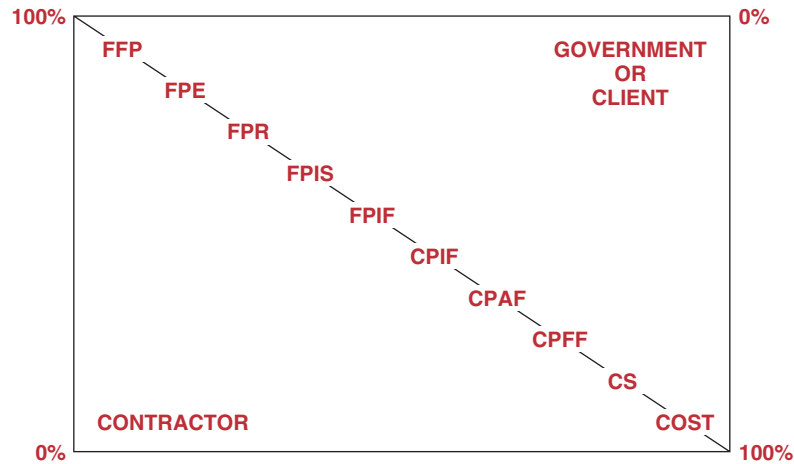 100%
0%
FFP
GOVERNMENT
OR
CLIENT
FPE
FPR
FPIS
FPIF
CPIF
CPAF
CPFF
CS
CONTRACTOR
COST
0%
100%